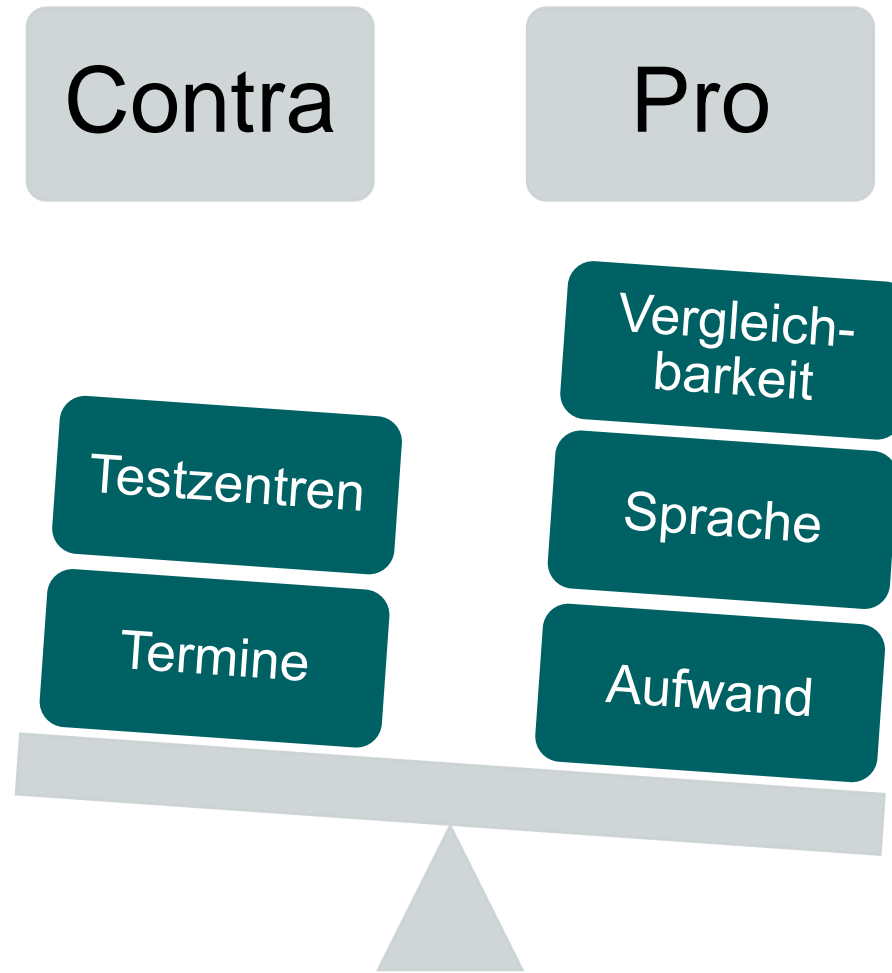 Contra
Pro
Testzentren
Termine
Vergleich-
barkeit
Sprache
Aufwand